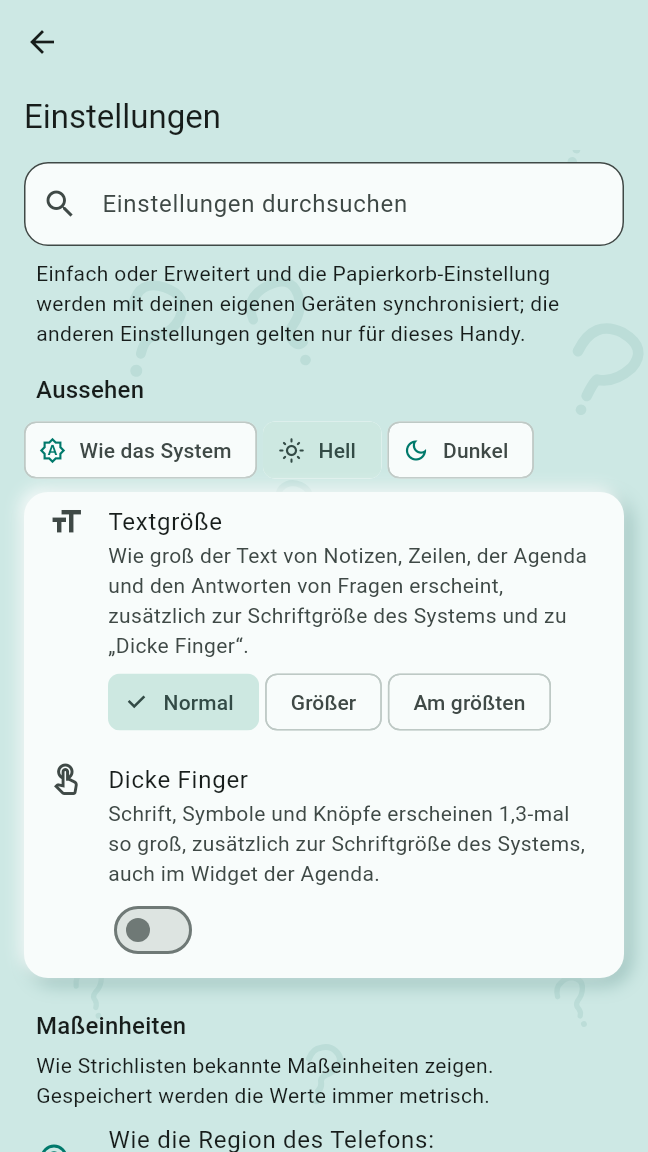 Einstellungen
Einstellungen durchsuchen
Einfach oder Erweitert und die Papierkorb-Einstellung
werden mit deinen eigenen Geräten synchronisiert; die
anderen Einstellungen gelten nur für dieses Handy.
Aussehen
Wie das System Hell Dunkel
Textgröße
Wie groß der Text von Notizen, Zeilen, der Agenda
und den Antworten von Fragen erscheint,
zusätzlich zur Schriftgröße des Systems und zu
„Dicke Finger“.
Normal Größer Am größten
Dicke Finger
Schrift, Symbole und Knöpfe erscheinen 1,3-mal
so groß, zusätzlich zur Schriftgröße des Systems,
auch im Widget der Agenda.
Maßeinheiten
Wie Strichlisten bekannte Maßeinheiten zeigen.
Gespeichert werden die Werte immer metrisch.
Wie die Region des Telefons: